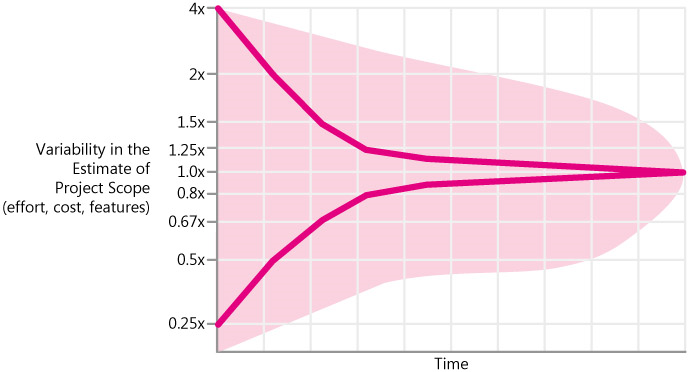 4x
2x
1.5x
1.25x
1.0x
0.8x
0.67x
0.5x
0.25x
Variability in the
Estimate of
Project Scope
(effort, cost, features)
Time